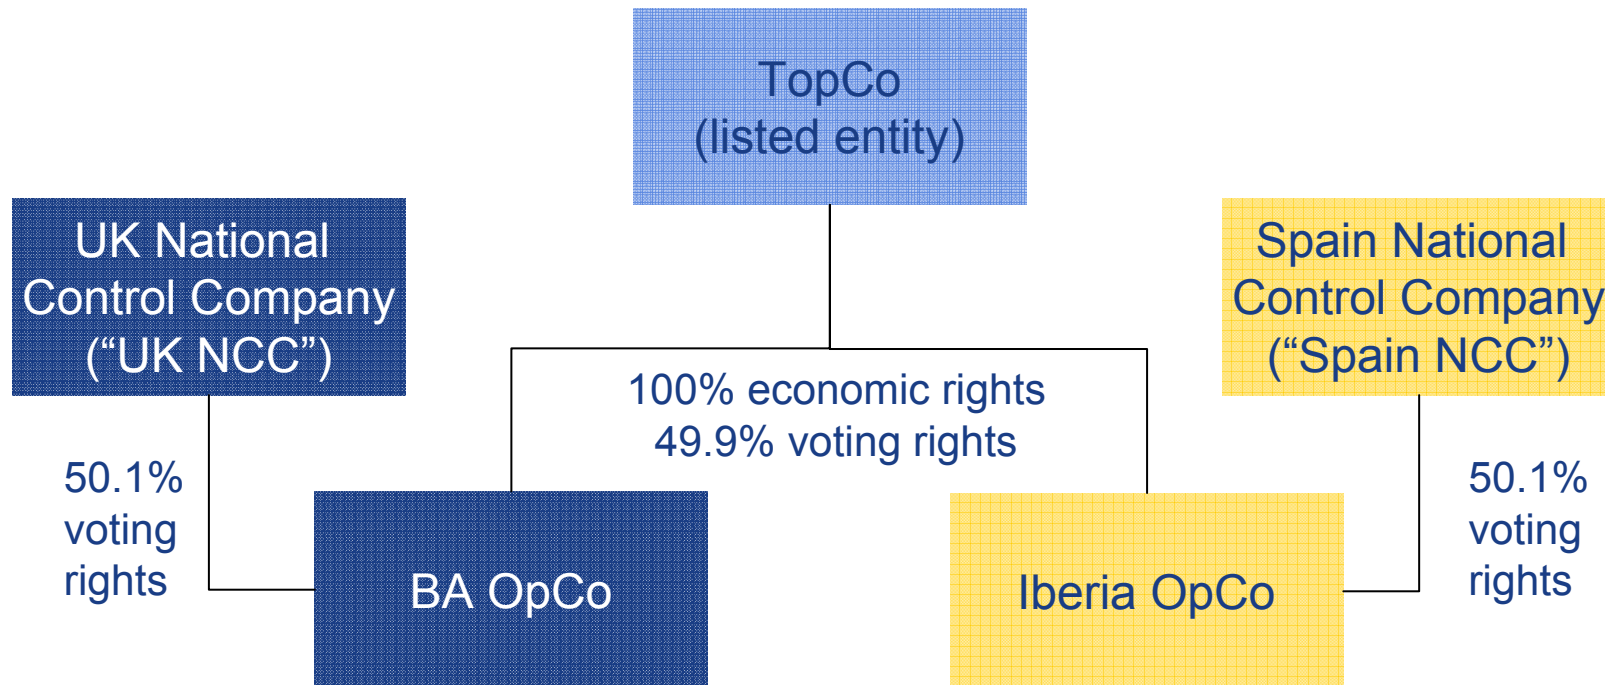 TopCo
(listed entity)
UK National
Control Company
(“UK NCC”)
Spain National
Control Company
(“Spain NCC”)
100% economic rights
49.9% voting rights
50.1%
voting
rights
50.1%
voting
rights
BA OpCo
Iberia OpCo